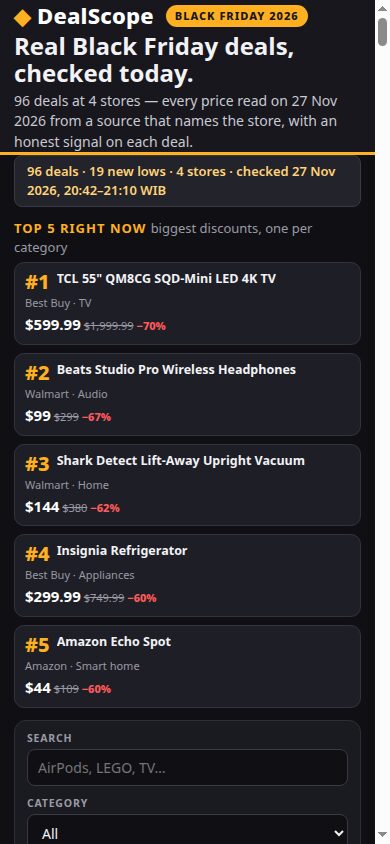 ◆ DealScope BLACK FRIDAY 2026
Real Black Friday deals,
checked today.
96 deals at 4 stores — every price read on 27 Nov
2026 from a source that names the store, with an
honest signal on each deal.
96 deals · 19 new lows · 4 stores · checked 27 Nov
2026, 20:42–21:10 WIB
TOP 5 RIGHT NOW biggest discounts, one per
category
#1 TCL 55" QM8CG SQD-Mini LED 4K TV
Best Buy · TV
$599.99 $1,999.99 −70%
#2 Beats Studio Pro Wireless Headphones
Walmart · Audio
$99 $299 −67%
#3 Shark Detect Lift-Away Upright Vacuum
Walmart · Home
$144 $380 −62%
#4 Insignia Refrigerator
Best Buy · Appliances
$299.99 $749.99 −60%
#5 Amazon Echo Spot
Amazon · Smart home
$44 $109 −60%
SEARCH
AirPods, LEGO, TV...
CATEGORY
All